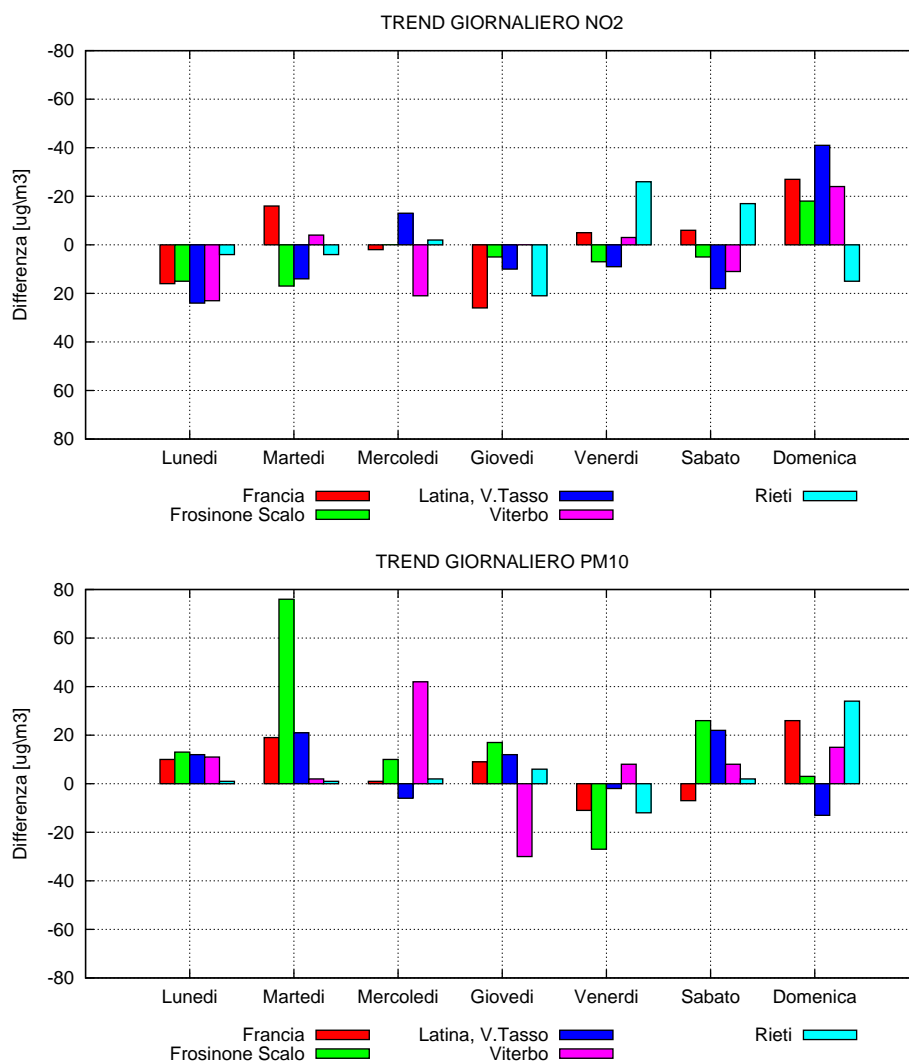 TREND GIORNALIERO NO2
-80
-60
-40
-20
0
20
40
60
80
Differenza [ug\m3]
Lunedi Martedi Mercoledi Giovedi Venerdi Sabato Domenica
Francia Latina, V.Tasso Rieti
Frosinone Scalo Viterbo
TREND GIORNALIERO PM10
80
60
40
20
0
-20
-40
-60
-80
Differenza [ug\m3]
Lunedi Martedi Mercoledi Giovedi Venerdi Sabato Domenica
Francia Latina, V.Tasso Rieti
Frosinone Scalo Viterbo